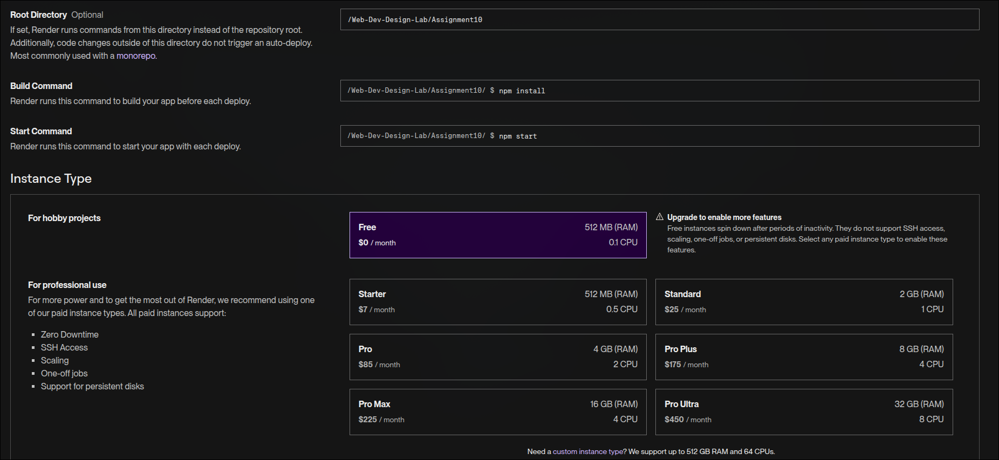 Root Directory Optional
If set, Render runs commands from this directory instead of the repository root.
Additionally, code changes outside of this directory do not trigger an auto-deploy.
Most commonly used with a monorepo.
/Web-Dev-Design-Lab/Assignment10
Build Command
Render runs this command to build your app before each deploy.
/Web-Dev-Design-Lab/Assignment10/ $ npm install
Start Command
Render runs this command to start your app with each deploy.
/Web-Dev-Design-Lab/Assignment10/ $ npm start
Instance Type
For hobby projects
Free 512 MB (RAM)
$0 / month 0.1 CPU
Upgrade to enable more features
Free instances spin down after periods of inactivity. They do not support SSH access,
scaling, one-off jobs, or persistent disks. Select any paid instance type to enable these
features.
For professional use
For more power and to get the most out of Render, we recommend using one
of our paid instance types. All paid instances support:
Zero Downtime
SSH Access
Scaling
One-off jobs
Support for persistent disks
Starter 512 MB (RAM)
$7 / month 0.5 CPU
Standard 2 GB (RAM)
$25 / month 1 CPU
Pro 4 GB (RAM)
$85 / month 2 CPU
Pro Plus 8 GB (RAM)
$175 / month 4 CPU
Pro Max 16 GB (RAM)
$225 / month 4 CPU
Pro Ultra 32 GB (RAM)
$450 / month 8 CPU
Need a custom instance type? We support up to 512 GB RAM and 64 CPUs.